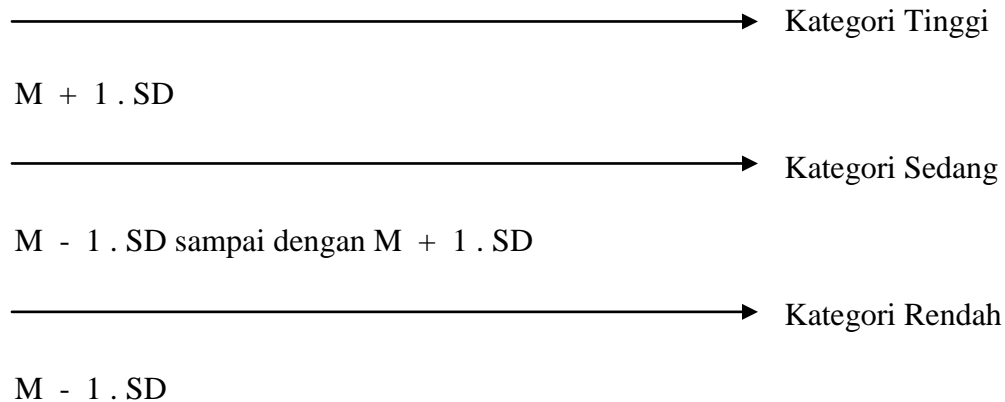 Kategori Tinggi
M + 1 . SD
Kategori Sedang
M - 1 . SD sampai dengan M + 1 . SD
Kategori Rendah
M - 1 . SD